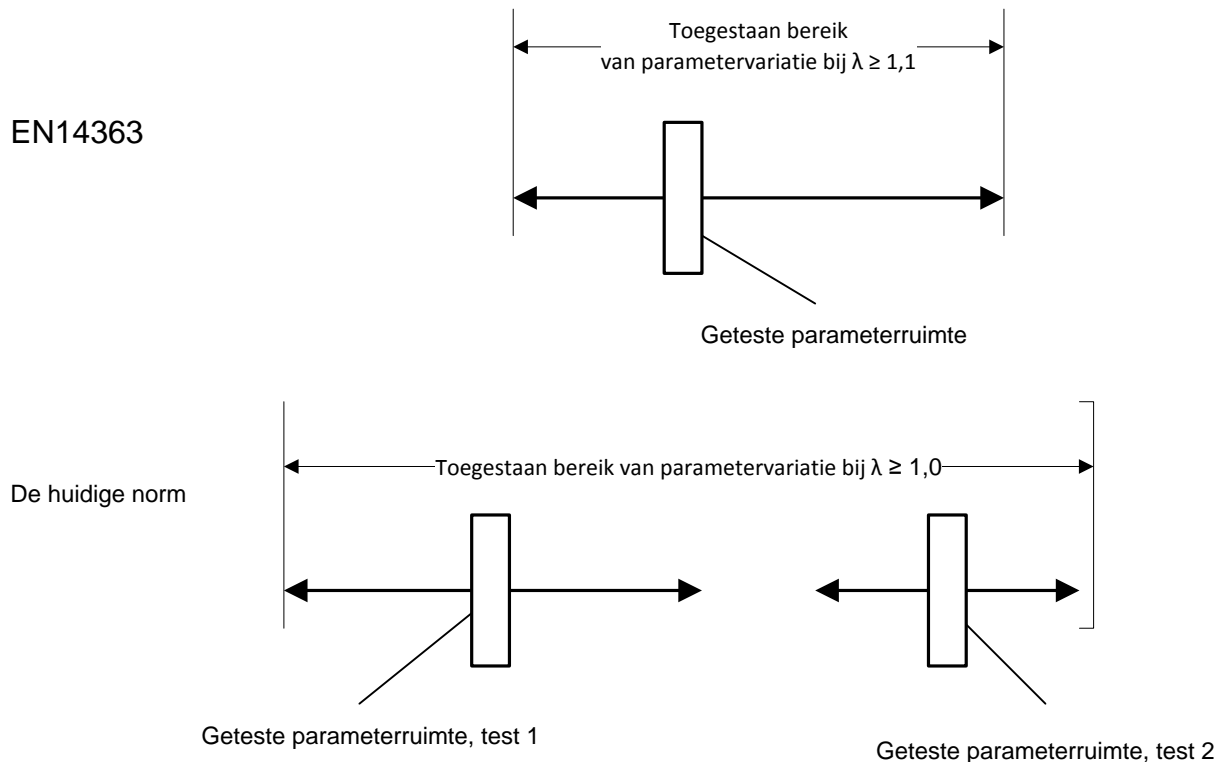 Toegestaan bereik
van parametervariatie bij λ ≥ 1,1
EN14363
Geteste parameterruimte
Toegestaan bereik van parametervariatie bij λ ≥ 1,0
De huidige norm
Geteste parameterruimte, test 1
Geteste parameterruimte, test 2